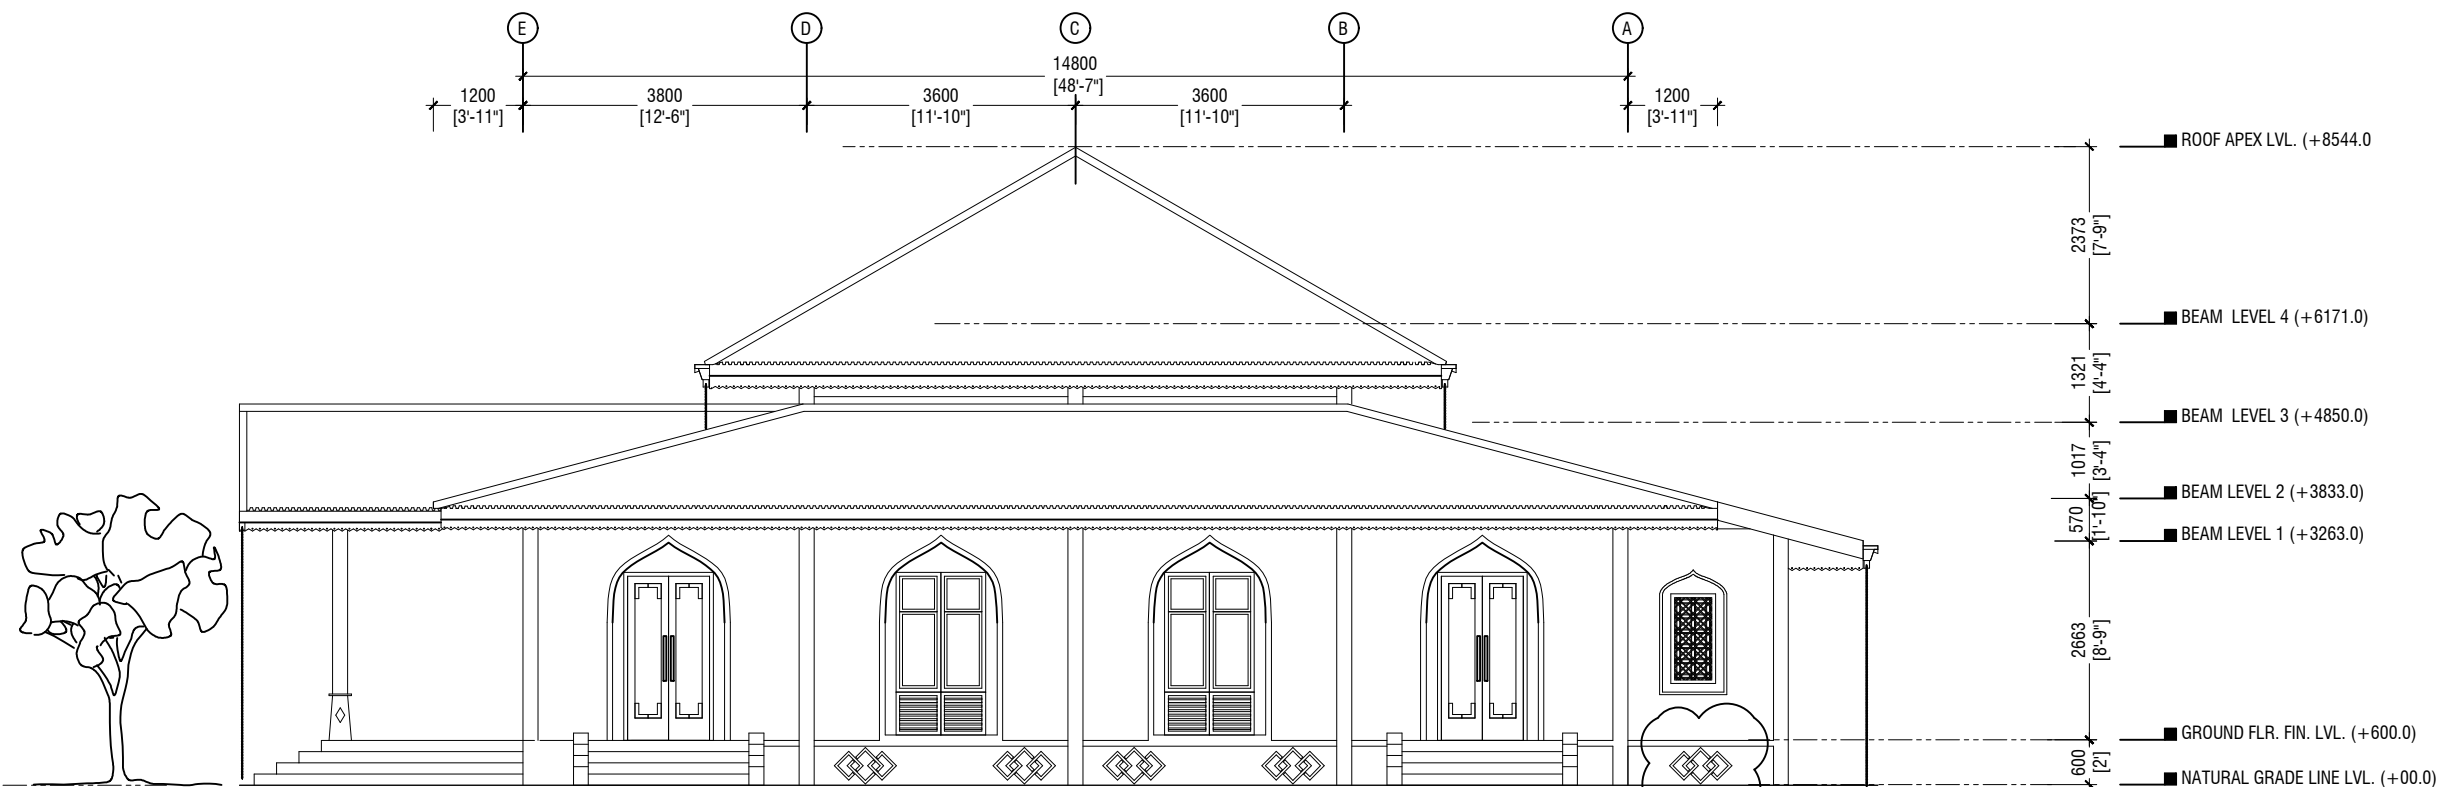 E D C B A
14800
[48'-7"]
1200 3800 3600 3600 1200
[3'-11"] [12'-6"] [11'-10"] [11'-10"] [3'-11"]
ROOF APEX LVL. (+8544.0
2373
[7'-9"]
BEAM LEVEL 4 (+6171.0)
1321
[4'-4"]
BEAM LEVEL 3 (+4850.0)
1017
[3'-4"]
BEAM LEVEL 2 (+3833.0)
570
[1'-10"]
BEAM LEVEL 1 (+3263.0)
2663
[8'-9"]
GROUND FLR. FIN. LVL. (+600.0)
600
[2']
NATURAL GRADE LINE LVL. (+00.0)